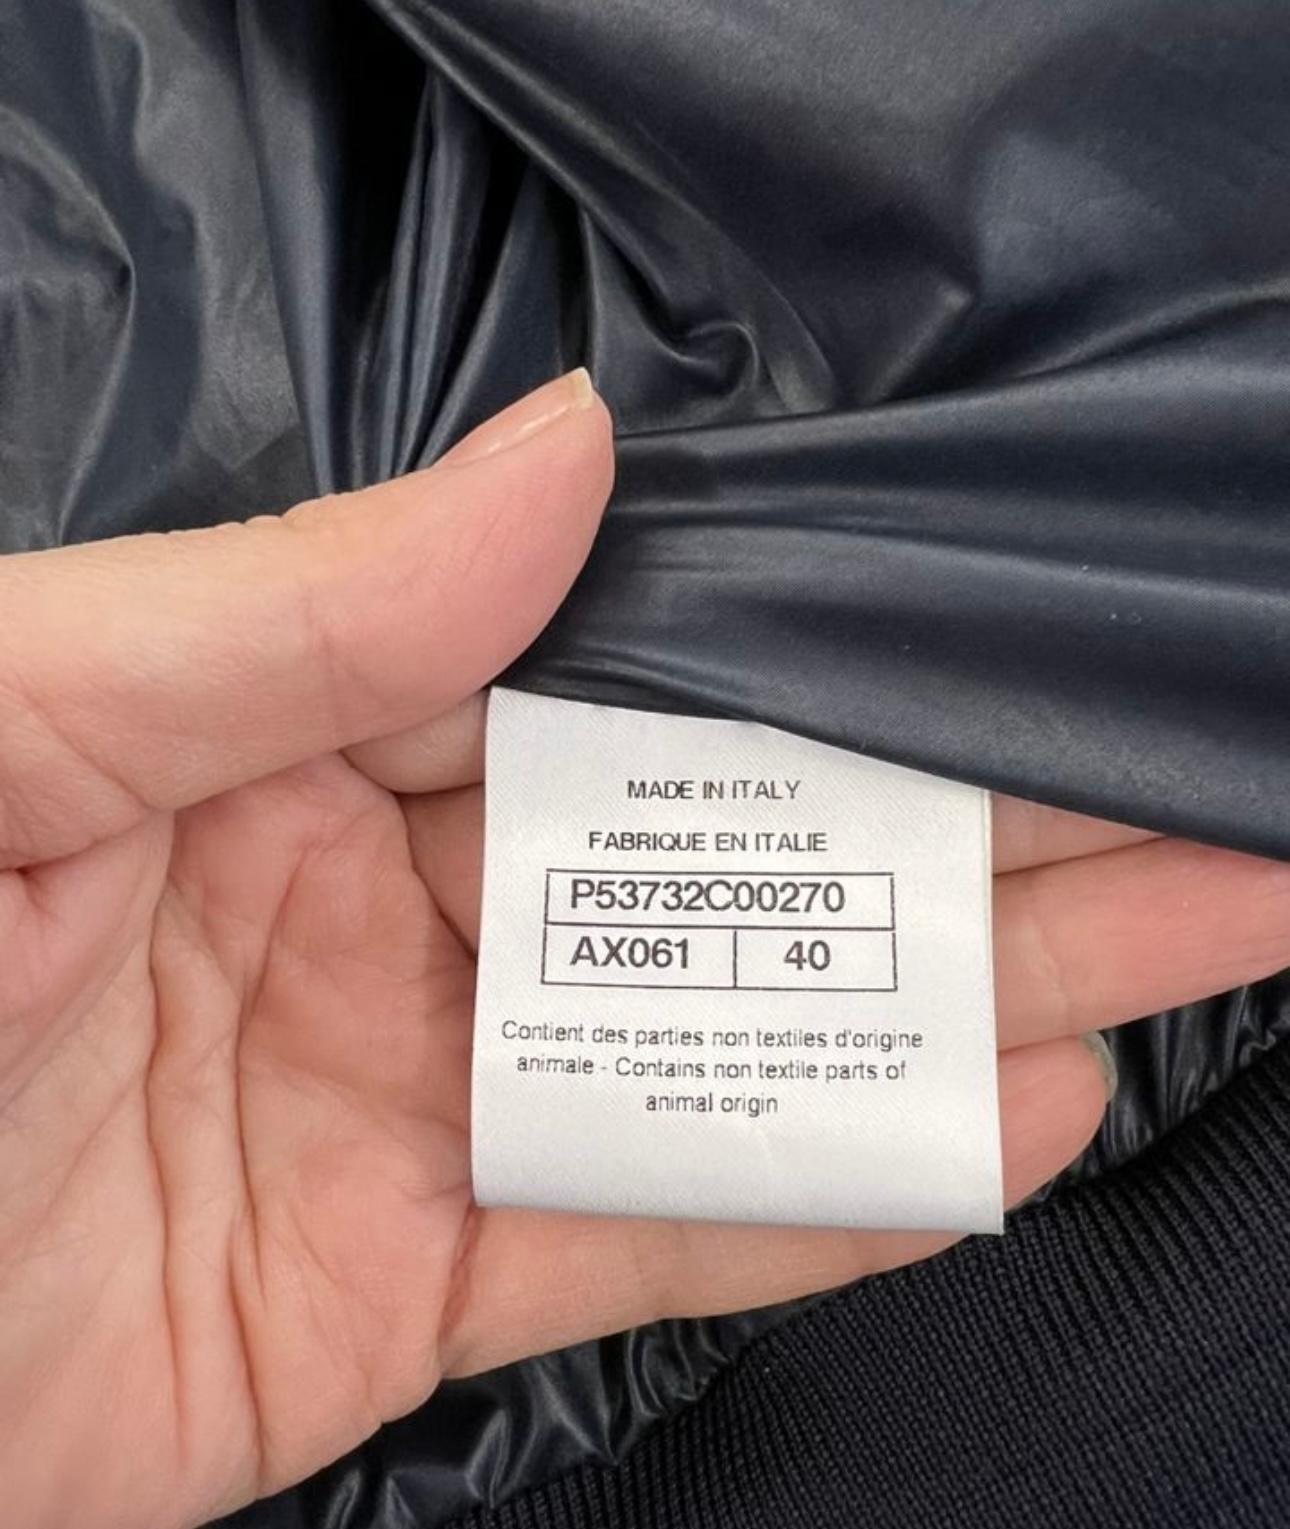 MADE IN ITALY
FABRIQUE EN ITALIE
P53732C00270
AX061 40
Contient des parties non textiles d'origine
animale - Contains non textile parts of
animal origin